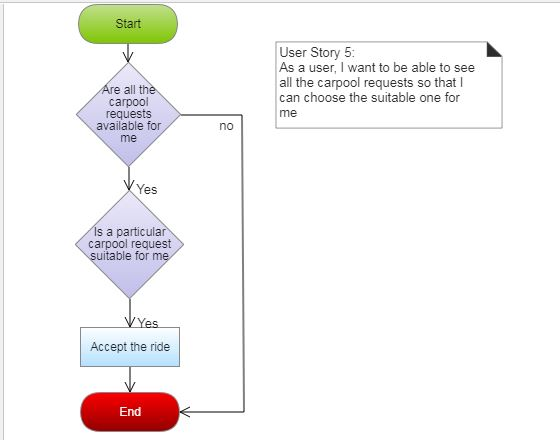 Start
Are all the
carpool
requests
available for
me
no
Yes
Is a particular
carpool request
suitable for me
Yes
Accept the ride
End
User Story 5:
As a user, I want to be able to see
all the carpool requests so that I
can choose the suitable one for
me